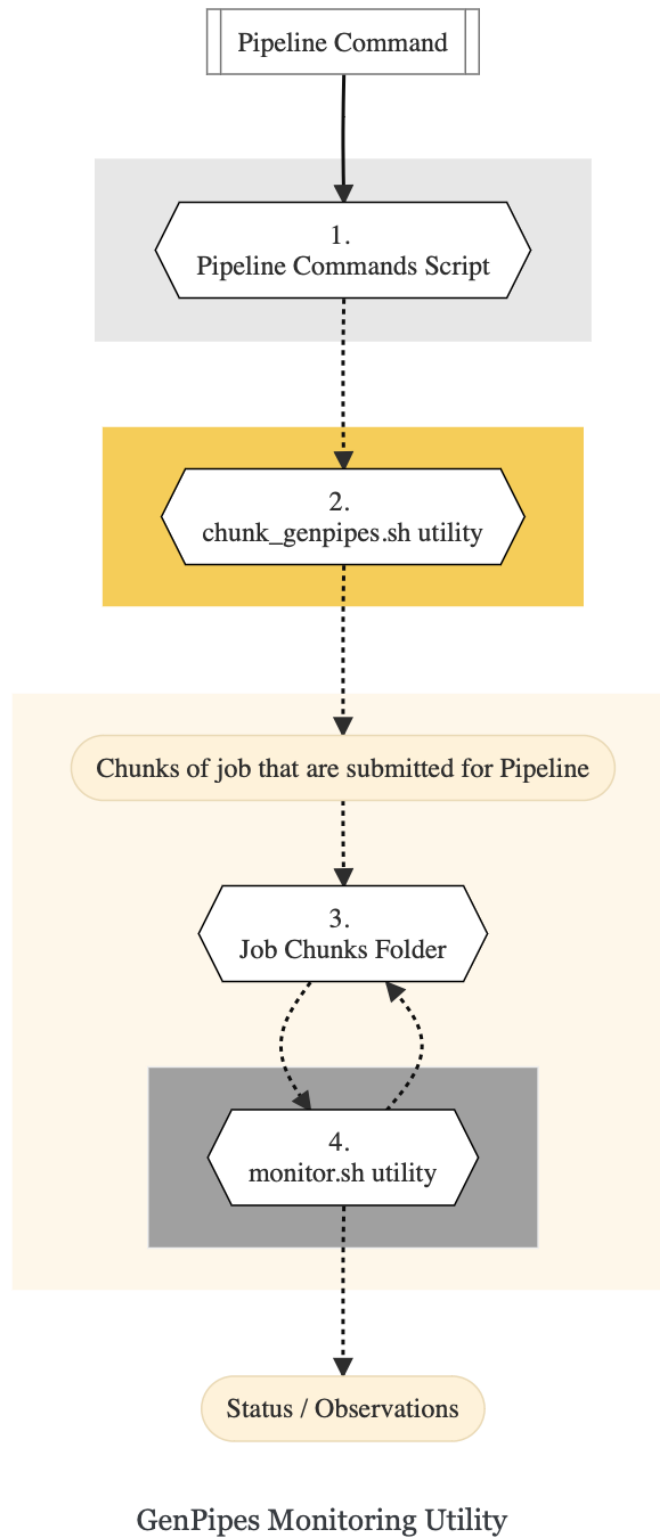 Pipeline Command
1.
Pipeline Commands Script
2.
chunk_genpipes.sh utility
Chunks of job that are submitted for Pipeline
3.
Job Chunks Folder
4.
monitor.sh utility
Status / Observations
GenPipes Monitoring Utility